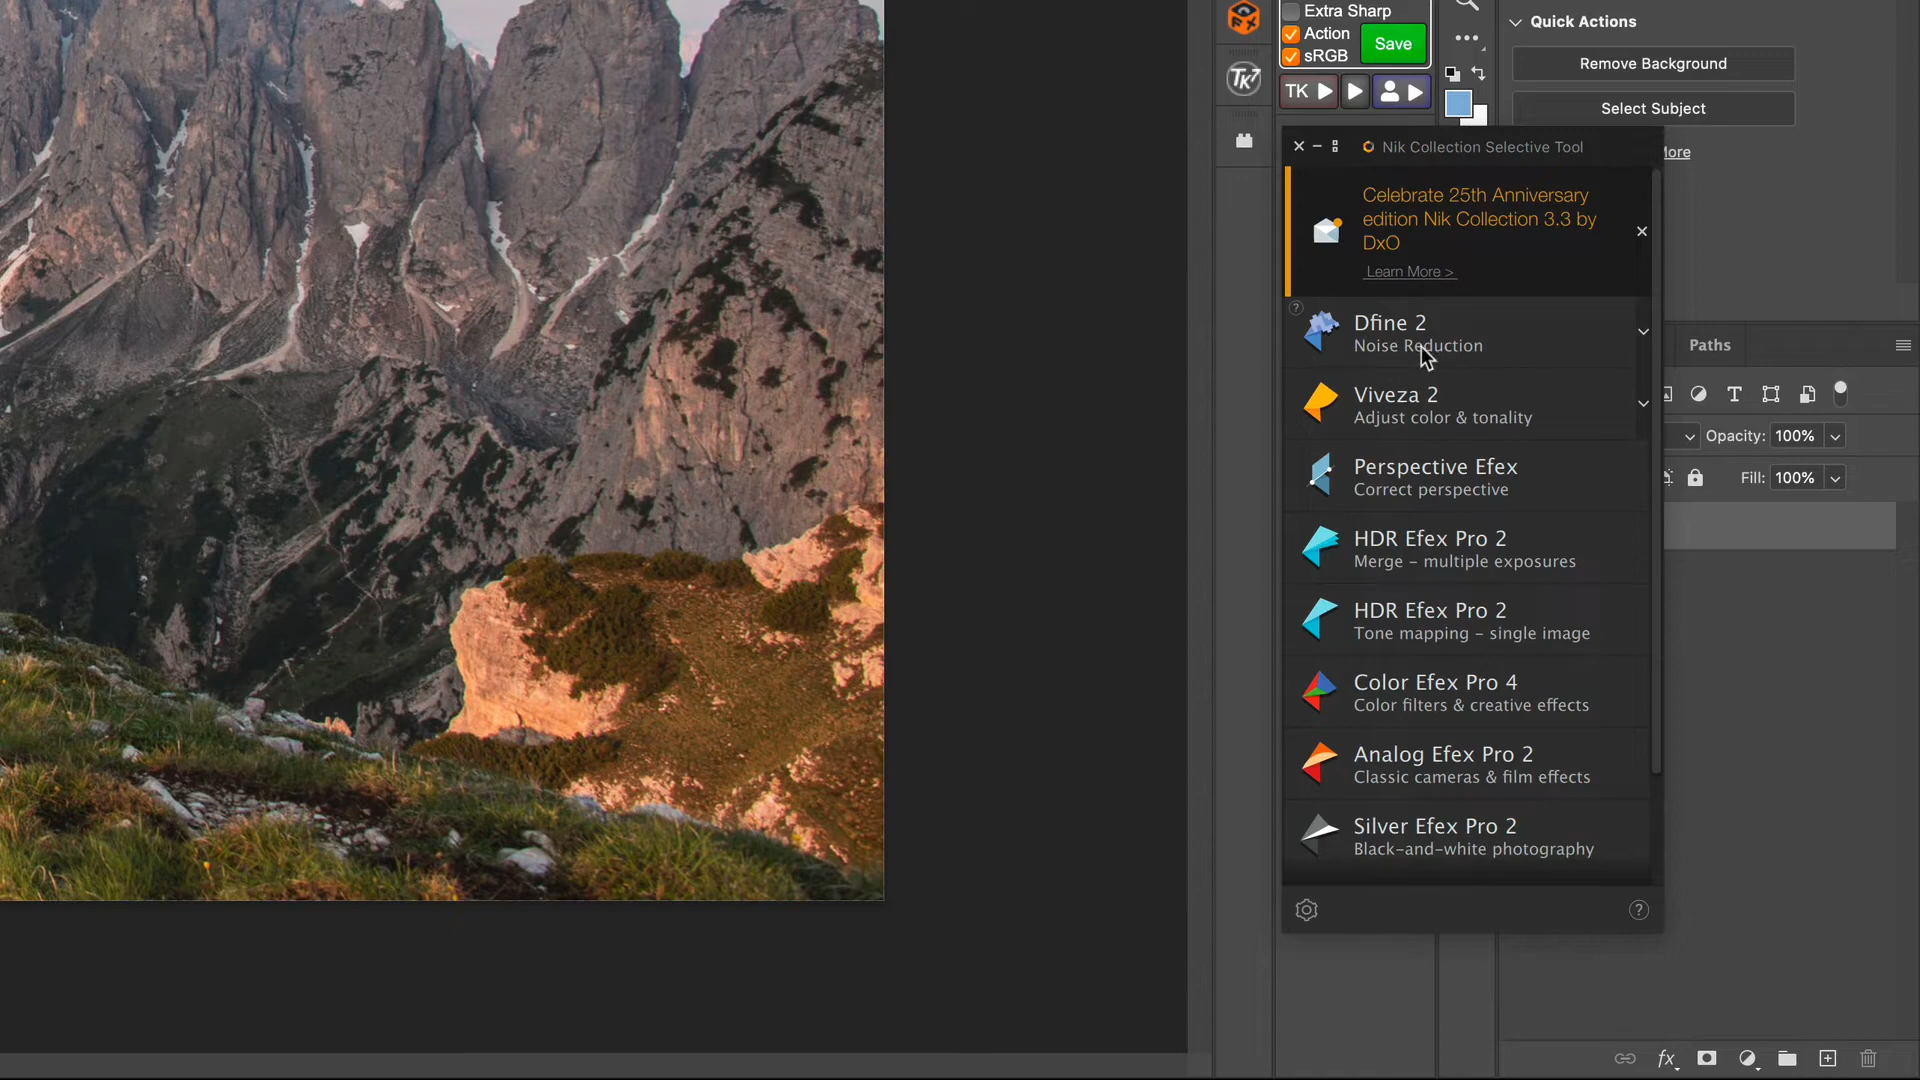 Extra Sharp
Action
sRGB
Save
TK
TK7
Quick Actions
Remove Background
Select Subject
More
Nik Collection Selective Tool
Celebrate 25th Anniversary
edition Nik Collection 3.3 by
DxO
Learn More >
Dfine 2
Noise Reduction
Viveza 2
Adjust color & tonality
Perspective Efex
Correct perspective
HDR Efex Pro 2
Merge - multiple exposures
HDR Efex Pro 2
Tone mapping - single image
Color Efex Pro 4
Color filters & creative effects
Analog Efex Pro 2
Classic cameras & film effects
Silver Efex Pro 2
Black-and-white photography
Paths
Opacity: 100%
Fill: 100%
fx